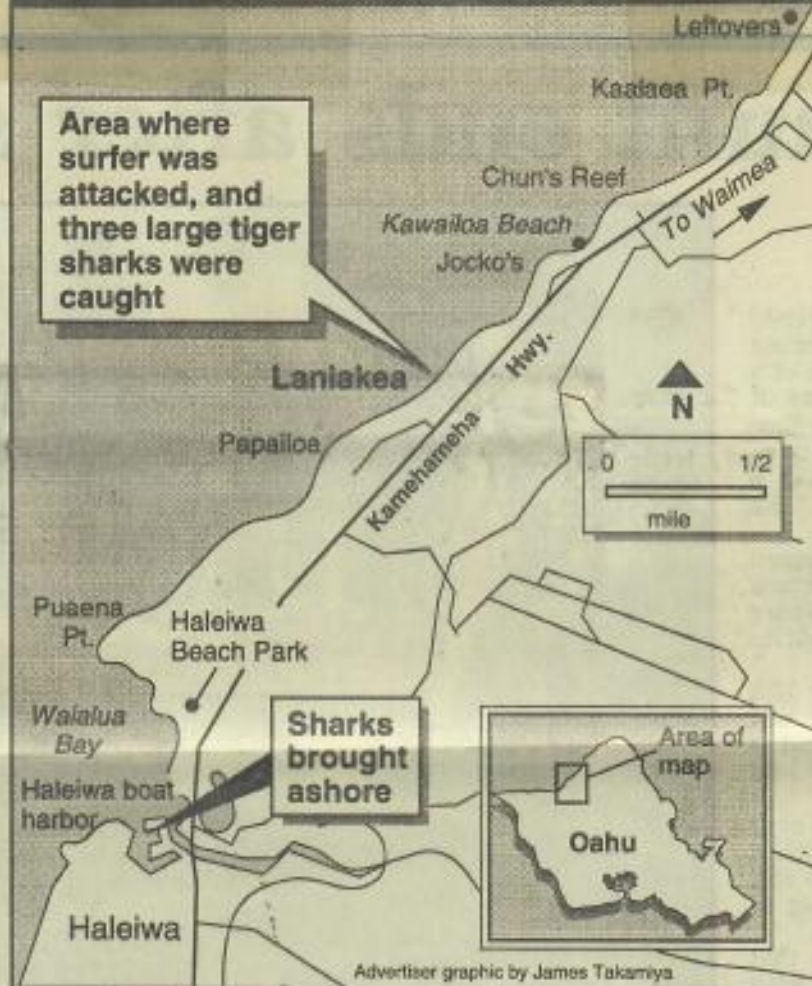 Leftovers
Kaalaea Pt.
Area where
surfer was
attacked, and
three large tiger
sharks were
caught
Chun's Reef
Kawailoa Beach
Jocko's
To Waimea
Laniakea
Kamehameha Hwy.
N
0 1/2
mile
Papailoa
Puaena
Pt.
Haleiwa
Beach Park
Waialua
Bay
Sharks
brought
ashore
Haleiwa boat
harbor
Area of
map
Oahu
Haleiwa
Advertiser graphic by James Takamiya